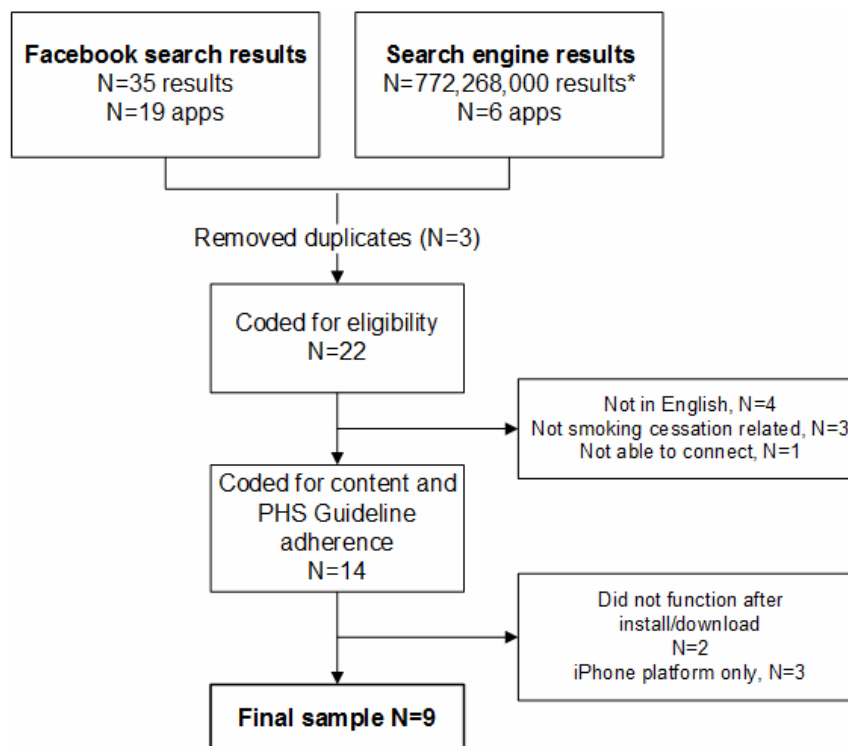 Facebook search results
N=35 results
N=19 apps
Search engine results
N=772,268,000 results*
N=6 apps
Removed duplicates (N=3)
Coded for eligibility
N=22
Not in English, N=4
Not smoking cessation related, N=3
Not able to connect, N=1
Coded for content and
PHS Guideline
adherence
N=14
Did not function after
install/download
N=2
iPhone platform only, N=3
Final sample N=9